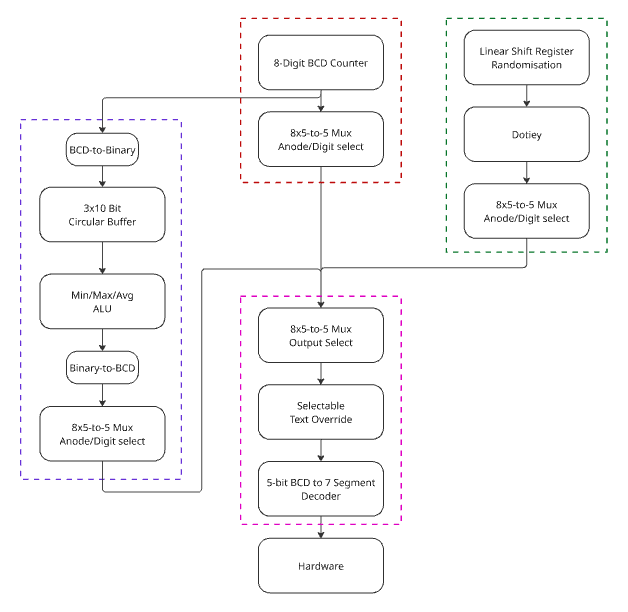 8-Digit BCD Counter
8x5-to-5 Mux
Anode/Digit select
Linear Shift Register
Randomisation
Dotiey
8x5-to-5 Mux
Anode/Digit select
BCD-to-Binary
3x10 Bit
Circular Buffer
Min/Max/Avg
ALU
Binary-to-BCD
8x5-to-5 Mux
Anode/Digit select
8x5-to-5 Mux
Output Select
Selectable
Text Override
5-bit BCD to 7 Segment
Decoder
Hardware